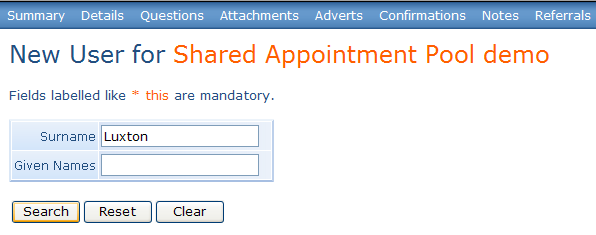 Summary Details Questions Attachments Adverts Confirmations Notes Referrals
New User for Shared Appointment Pool demo
Fields labelled like * this are mandatory.
Surname Luxton
Given Names
Search Reset Clear